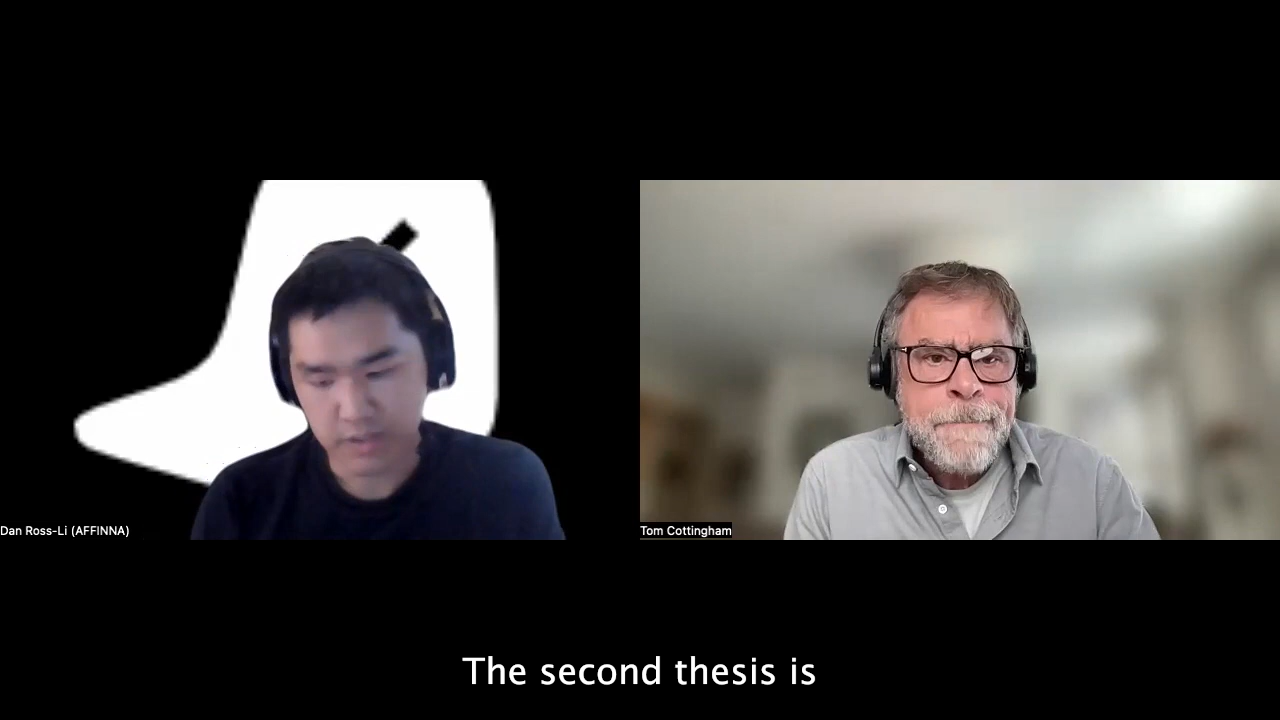 Dan Ross-Li (AFFINNA)
Tom Cottingham
The second thesis is